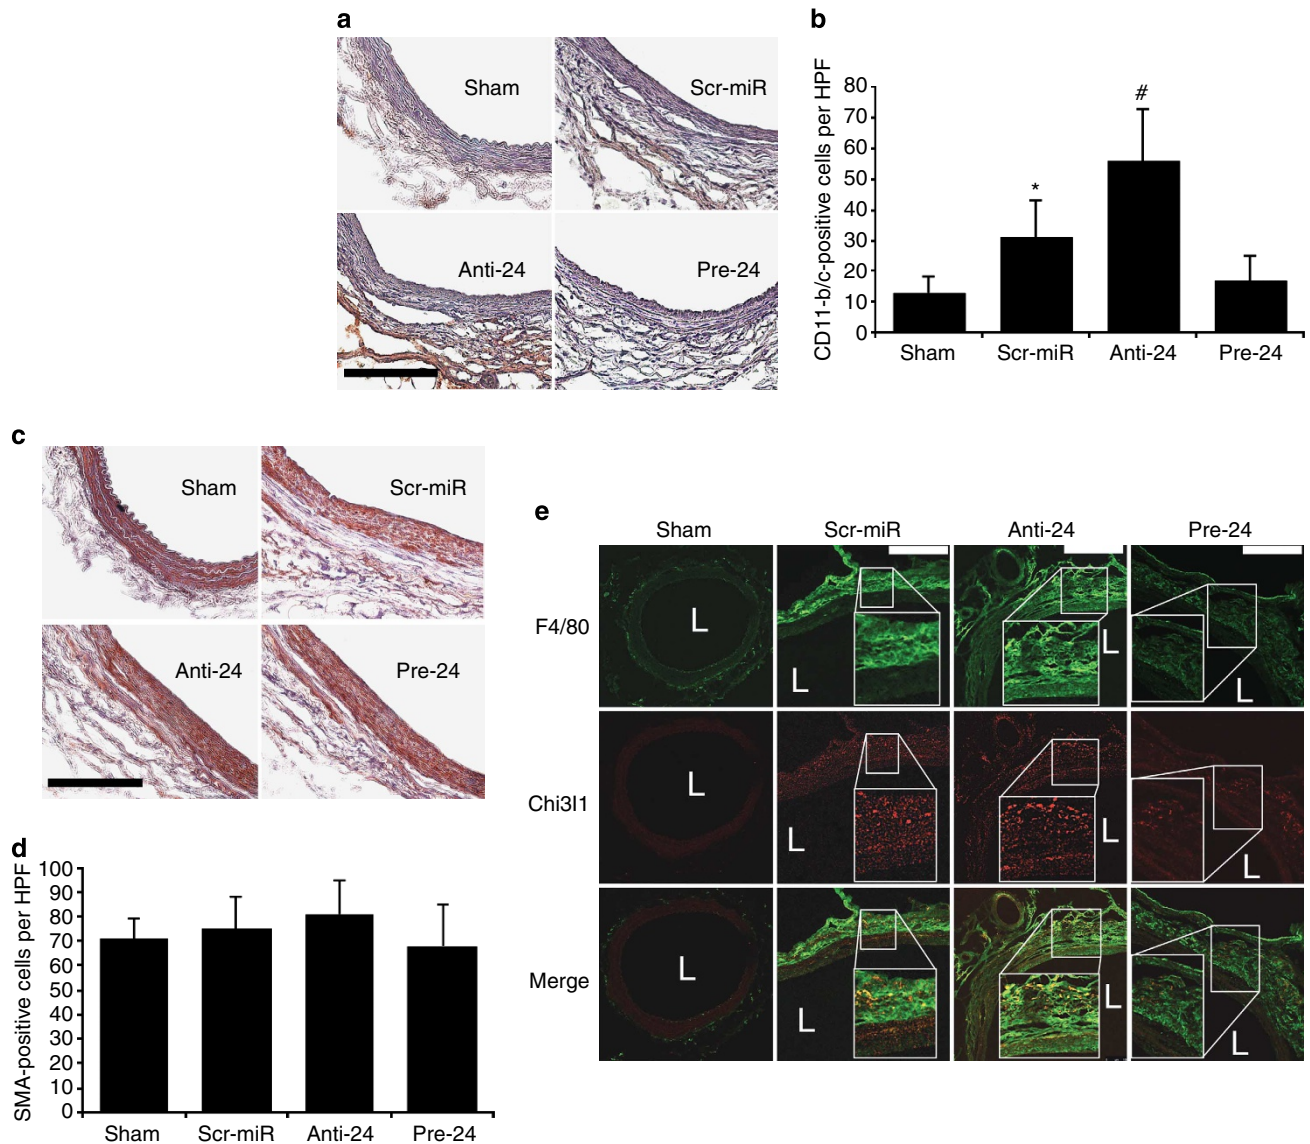 a
Sham
Scr-miR
Anti-24
Pre-24
b
CD11-b/c-positive cells per HPF
80
70
60
50
40
30
20
10
0
*
#
Sham
Scr-miR
Anti-24
Pre-24
c
Sham
Scr-miR
Anti-24
Pre-24
d
SMA-positive cells per HPF
100
90
80
70
60
50
40
30
20
10
0
Sham
Scr-miR
Anti-24
Pre-24
e
Sham
Scr-miR
Anti-24
Pre-24
F4/80
L
L
L
L
Chi3l1
L
L
L
L
Merge
L
L
L
L